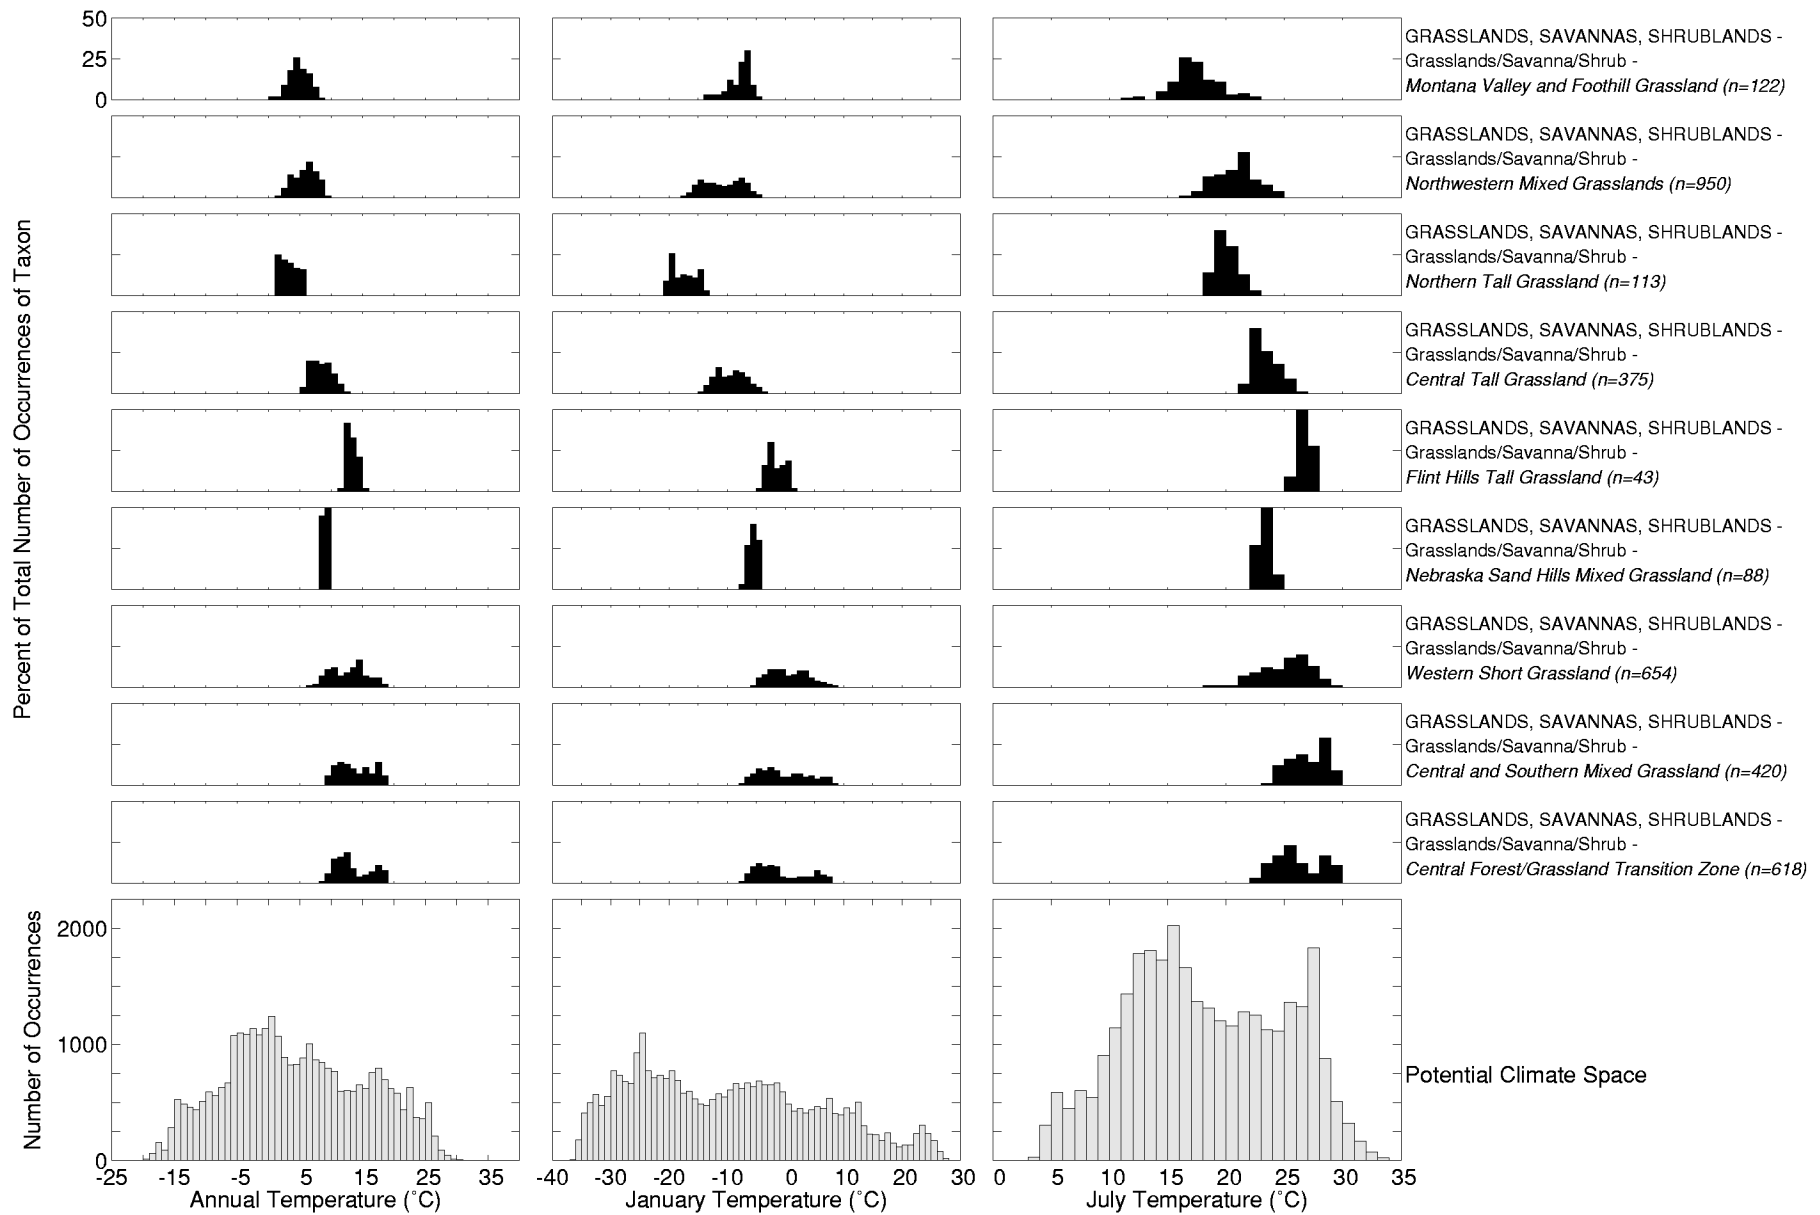 50
25
0
GRASSLANDS, SAVANNAS, SHRUBLANDS -
Grasslands/Savanna/Shrub -
Montana Valley and Foothill Grassland (n=122)
GRASSLANDS, SAVANNAS, SHRUBLANDS -
Grasslands/Savanna/Shrub -
Northwestern Mixed Grasslands (n=950)
GRASSLANDS, SAVANNAS, SHRUBLANDS -
Grasslands/Savanna/Shrub -
Northern Tall Grassland (n=113)
GRASSLANDS, SAVANNAS, SHRUBLANDS -
Grasslands/Savanna/Shrub -
Central Tall Grassland (n=375)
GRASSLANDS, SAVANNAS, SHRUBLANDS -
Grasslands/Savanna/Shrub -
Flint Hills Tall Grassland (n=43)
GRASSLANDS, SAVANNAS, SHRUBLANDS -
Grasslands/Savanna/Shrub -
Nebraska Sand Hills Mixed Grassland (n=88)
GRASSLANDS, SAVANNAS, SHRUBLANDS -
Grasslands/Savanna/Shrub -
Western Short Grassland (n=654)
GRASSLANDS, SAVANNAS, SHRUBLANDS -
Grasslands/Savanna/Shrub -
Central and Southern Mixed Grassland (n=420)
GRASSLANDS, SAVANNAS, SHRUBLANDS -
Grasslands/Savanna/Shrub -
Central Forest/Grassland Transition Zone (n=618)
Percent of Total Number of Occurrences of Taxon
Number of Occurrences
2000
1000
0
Potential Climate Space
-25 -15 -5 5 15 25 35
Annual Temperature (˚C)
-40 -30 -20 -10 0 10 20 30
January Temperature (˚C)
0 5 10 15 20 25 30 35
July Temperature (˚C)